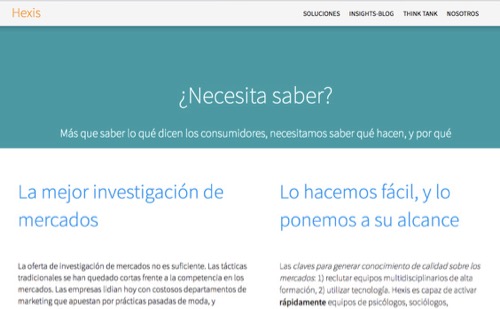 Hexis
SOLUCIONES INSIGHTS-BLOG THINK TANK NOSOTROS
¿Necesita saber?
Más que saber lo qué dicen los consumidores, necesitamos saber qué hacen, y por qué
La mejor investigación de
mercados
La oferta de investigación de mercados no es suficiente. Las tácticas
tradicionales se han quedado cortas frente a la competencia en los
mercados. Las empresas lidian hoy con costosos departamentos de
marketing que apuestan por prácticas pasadas de moda, y
Lo hacemos fácil, y lo
ponemos a su alcance
Las claves para generar conocimiento de calidad sobre los
mercados: 1) reclutar equipos multidisciplinarios de alta
formación, 2) utilizar tecnología. Hexis es capaz de activar
rápidamente equipos de psicólogos, sociólogos,